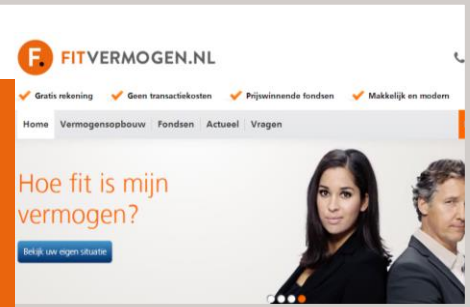 F. FITVERMOGEN.NL
Gratis rekening Geen transactiekosten Prijswinnende fondsen Makkelijk en modern
Home Vermogensopbouw Fondsen Actueel Vragen
Hoe fit is mijn
vermogen?
Bekijk uw eigen situatie